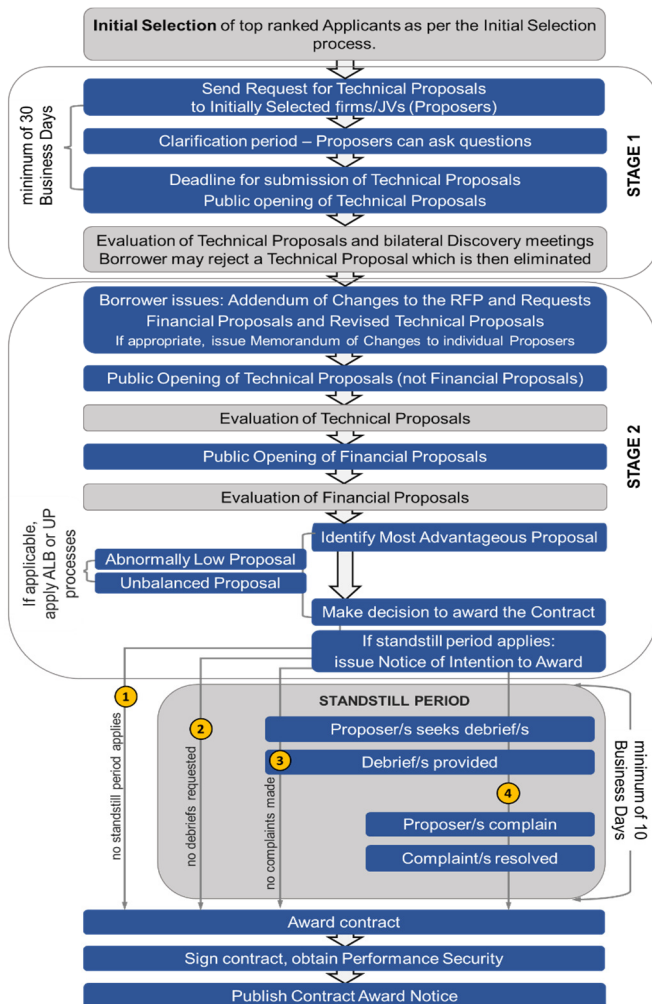 Initial Selection of top ranked Applicants as per the Initial Selection
process.
Send Request for Technical Proposals
to Initially Selected firms/JVs (Proposers)
Clarification period – Proposers can ask questions
Deadline for submission of Technical Proposals
Public opening of Technical Proposals
minimum of 30
Business Days
STAGE 1
Evaluation of Technical Proposals and bilateral Discovery meetings
Borrower may reject a Technical Proposal which is then eliminated
Borrower issues: Addendum of Changes to the RFP and Requests
Financial Proposals and Revised Technical Proposals
If appropriate, issue Memorandum of Changes to individual Proposers
Public Opening of Technical Proposals (not Financial Proposals)
Evaluation of Technical Proposals
Public Opening of Financial Proposals
Evaluation of Financial Proposals
STAGE 2
Identify Most Advantageous Proposal
If applicable,
apply ALB or UP
processes
Abnormally Low Proposal
Unbalanced Proposal
Make decision to award the Contract
If standstill period applies:
issue Notice of Intention to Award
STANDSTILL PERIOD
1
no standstill period applies
2
no debriefs requested
3
no complaints made
4
Proposer/s seeks debrief/s
Debrief/s provided
Proposer/s complain
Complaint/s resolved
minimum of 10
Business Days
Award contract
Sign contract, obtain Performance Security
Publish Contract Award Notice